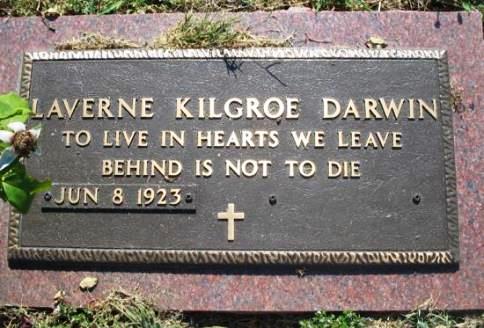 LAVERNE KILGROE DARWIN
TO LIVE IN HEARTS WE LEAVE
BEHIND IS NOT TO DIE
JUN 8 1923